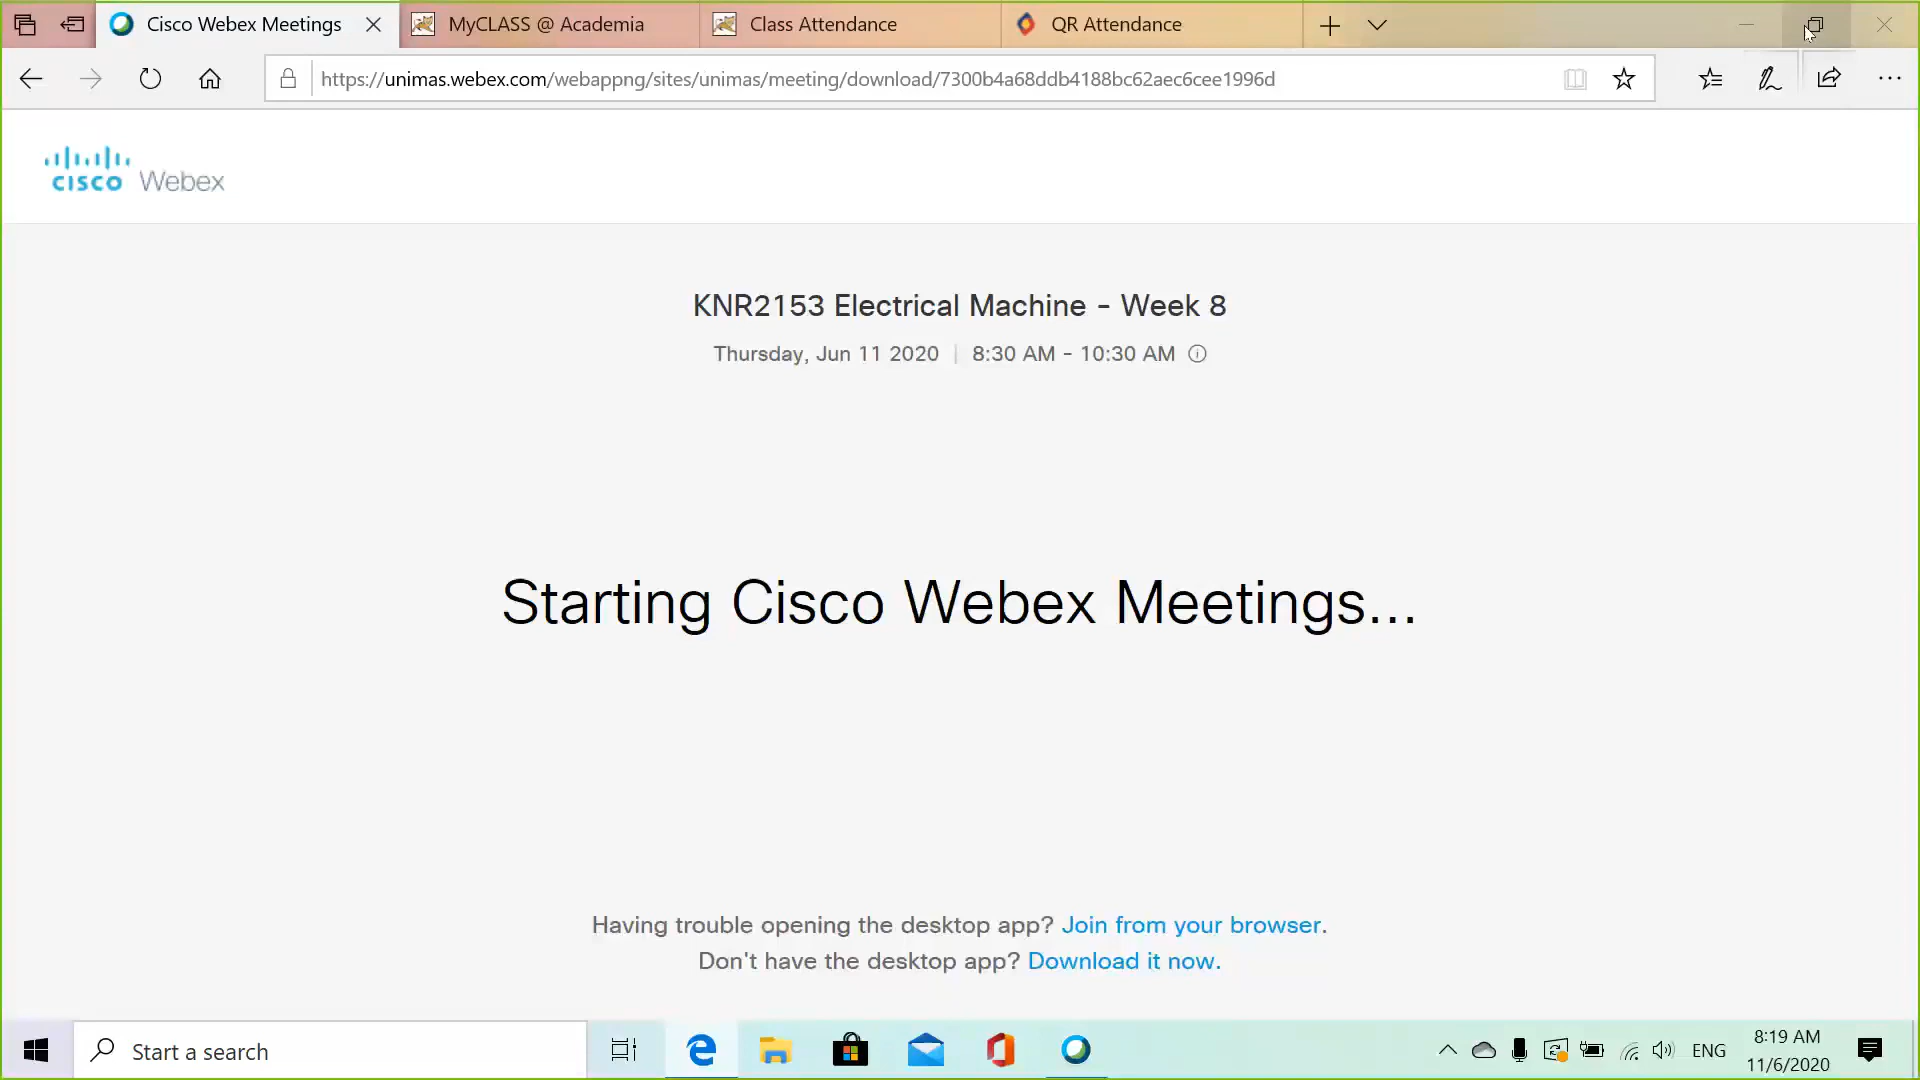 Cisco Webex Meetings
MyCLASS @ Academia
Class Attendance
QR Attendance
https://unimas.webex.com/webappng/sites/unimas/meeting/download/7300b4a68ddb4188bc62aec6cee1996d
cisco Webex
KNR2153 Electrical Machine - Week 8
Thursday, Jun 11 2020 | 8:30 AM - 10:30 AM
Starting Cisco Webex Meetings...
Having trouble opening the desktop app? Join from your browser.
Don't have the desktop app? Download it now.
Start a search
ENG
8:19 AM
11/6/2020